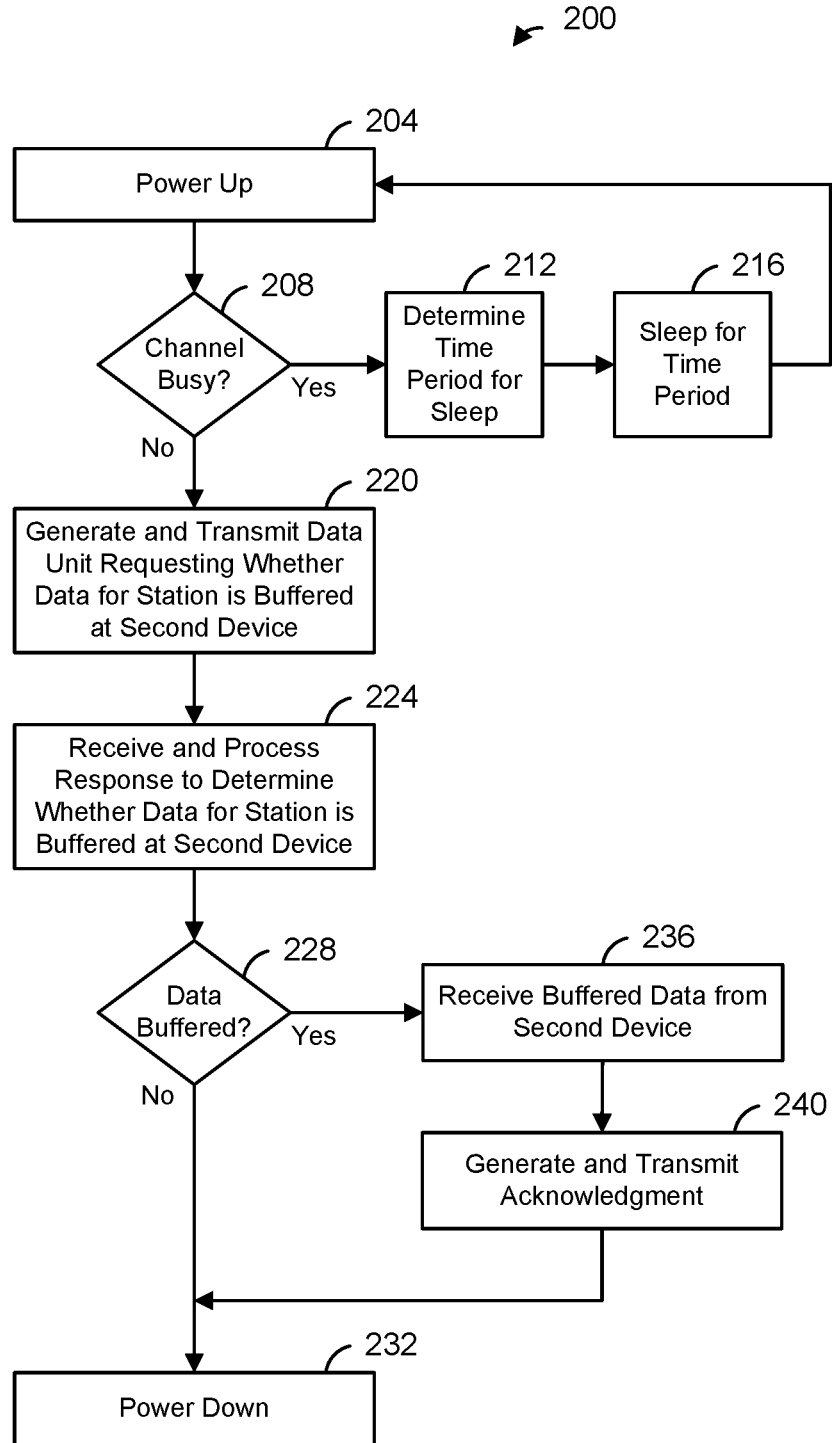 200
204
Power Up
208
Channel
Busy?
Yes
No
212
Determine
Time
Period for
Sleep
216
Sleep for
Time
Period
220
Generate and Transmit Data
Unit Requesting Whether
Data for Station is Buffered
at Second Device
224
Receive and Process
Response to Determine
Whether Data for Station is
Buffered at Second Device
228
Data
Buffered?
Yes
No
236
Receive Buffered Data from
Second Device
240
Generate and Transmit
Acknowledgment
232
Power Down